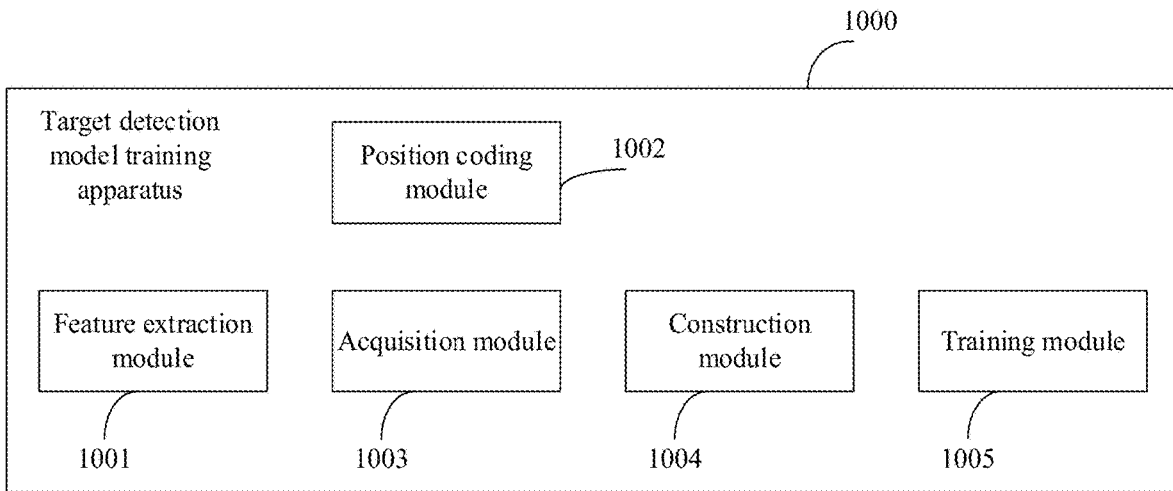 1000
Target detection
model training
apparatus
Position coding
module
1002
Feature extraction
module
Acquisition module
Construction
module
Training module
1001
1003
1004
1005